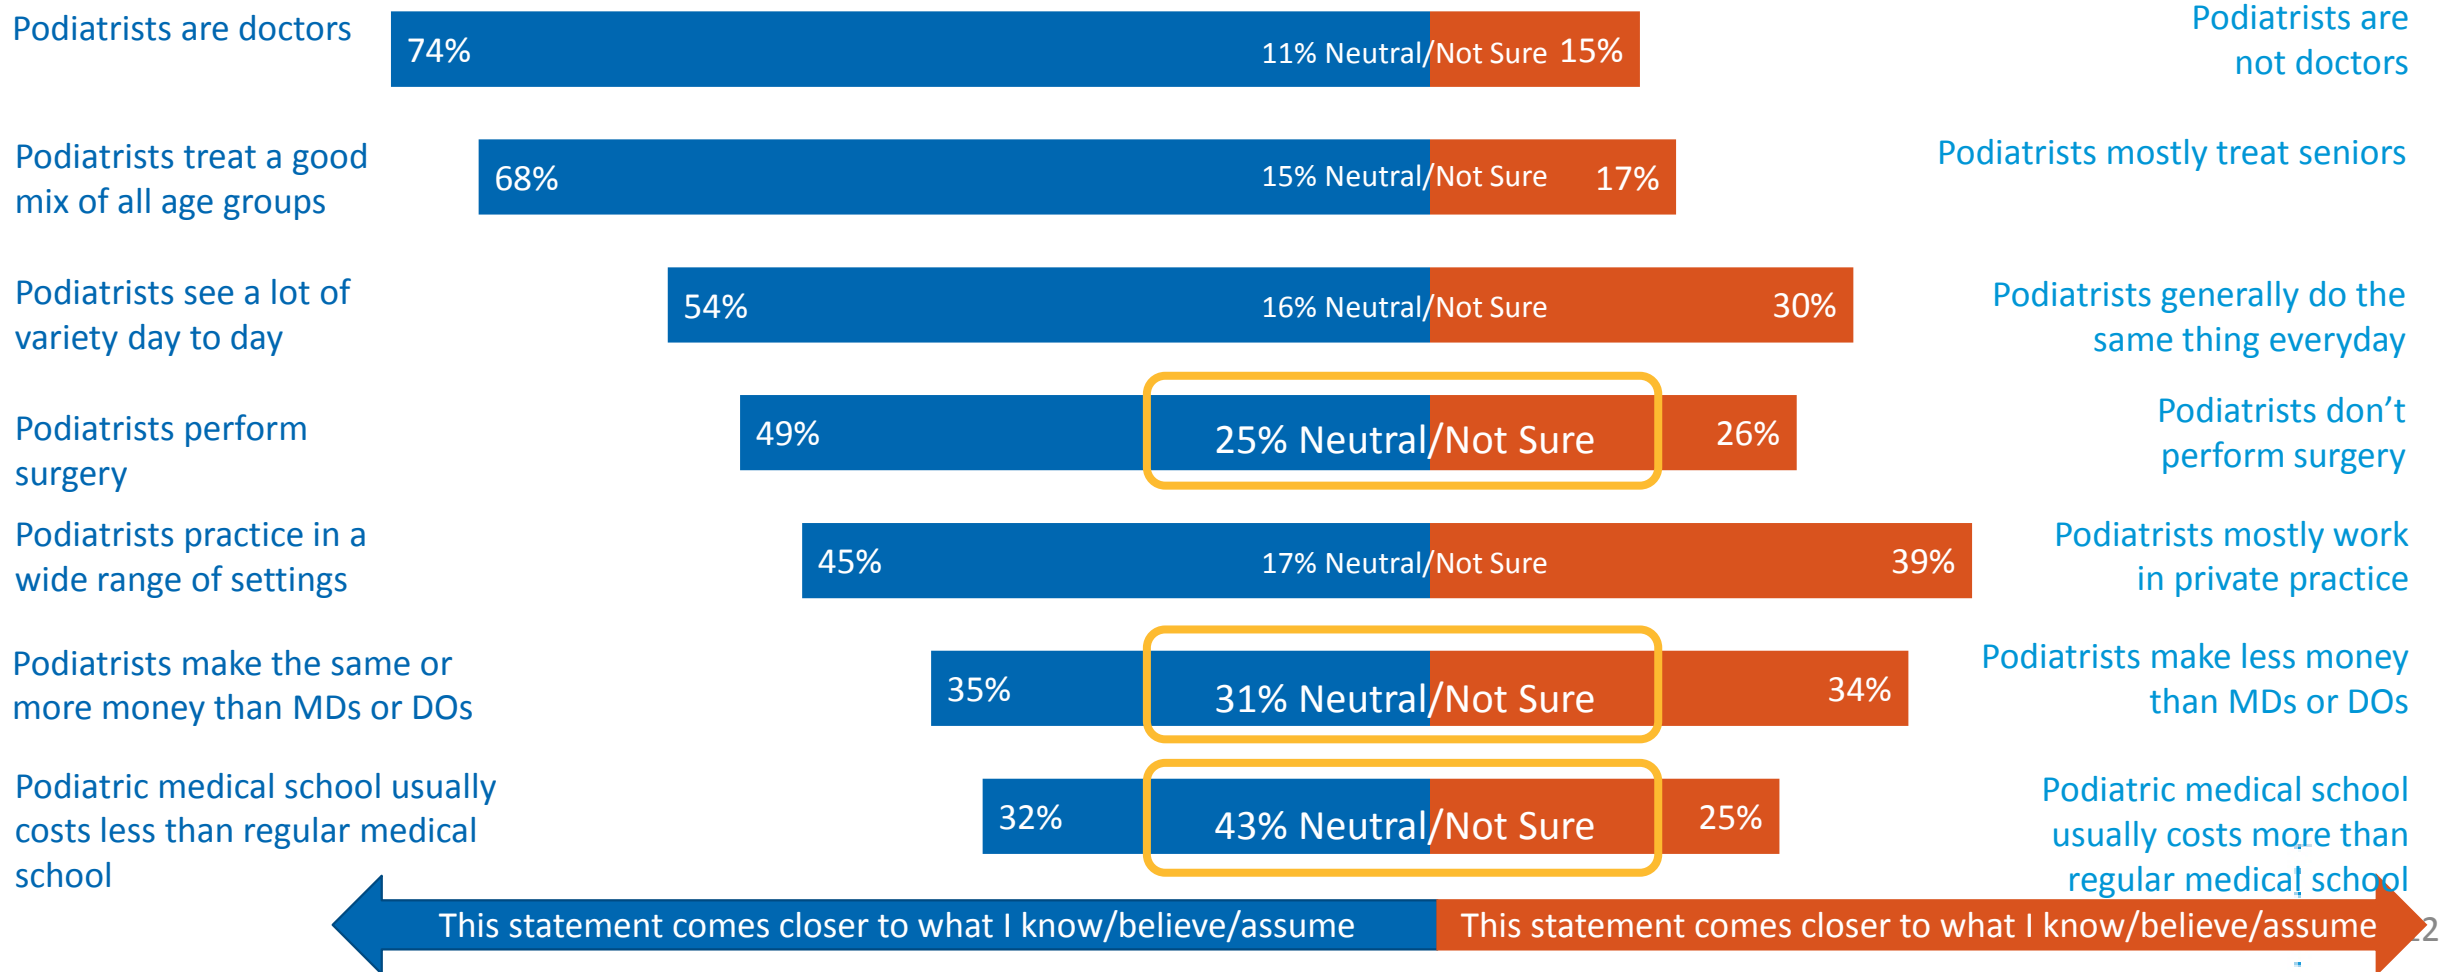 Podiatrists are doctors
74%
11% Neutral/Not Sure
15%
Podiatrists are
not doctors
Podiatrists treat a good
mix of all age groups
68%
15% Neutral/Not Sure
17%
Podiatrists mostly treat seniors
Podiatrists see a lot of
variety day to day
54%
16% Neutral/Not Sure
30%
Podiatrists generally do the
same thing everyday
Podiatrists perform
surgery
49%
25% Neutral/Not Sure
26%
Podiatrists don’t
perform surgery
Podiatrists practice in a
wide range of settings
45%
17% Neutral/Not Sure
39%
Podiatrists mostly work
in private practice
Podiatrists make the same or
more money than MDs or DOs
35%
31% Neutral/Not Sure
34%
Podiatrists make less money
than MDs or DOs
Podiatric medical school usually
costs less than regular medical
school
32%
43% Neutral/Not Sure
25%
Podiatric medical school
usually costs more than
regular medical school
This statement comes closer to what I know/believe/assume
This statement comes closer to what I know/believe/assume